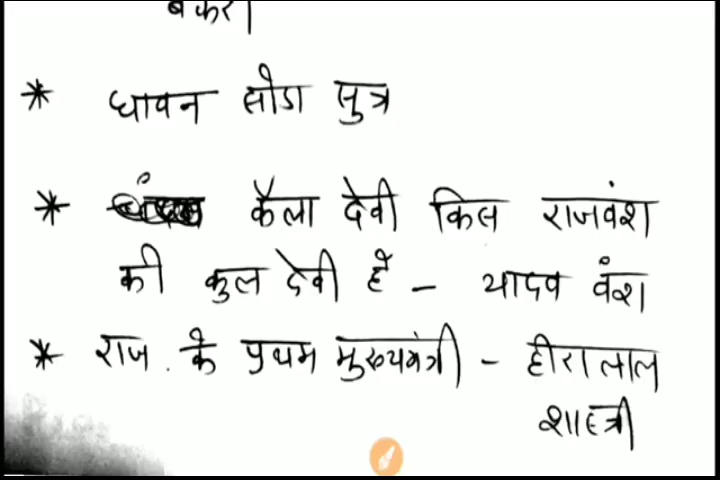 बकरी
* धावन सोडा सुत्र
* कैला देवी किस राजवंश
की कुल देवी है - यादव वंश
* राज. के प्रथम मुख्यमंत्री - हीरालाल
शास्त्री